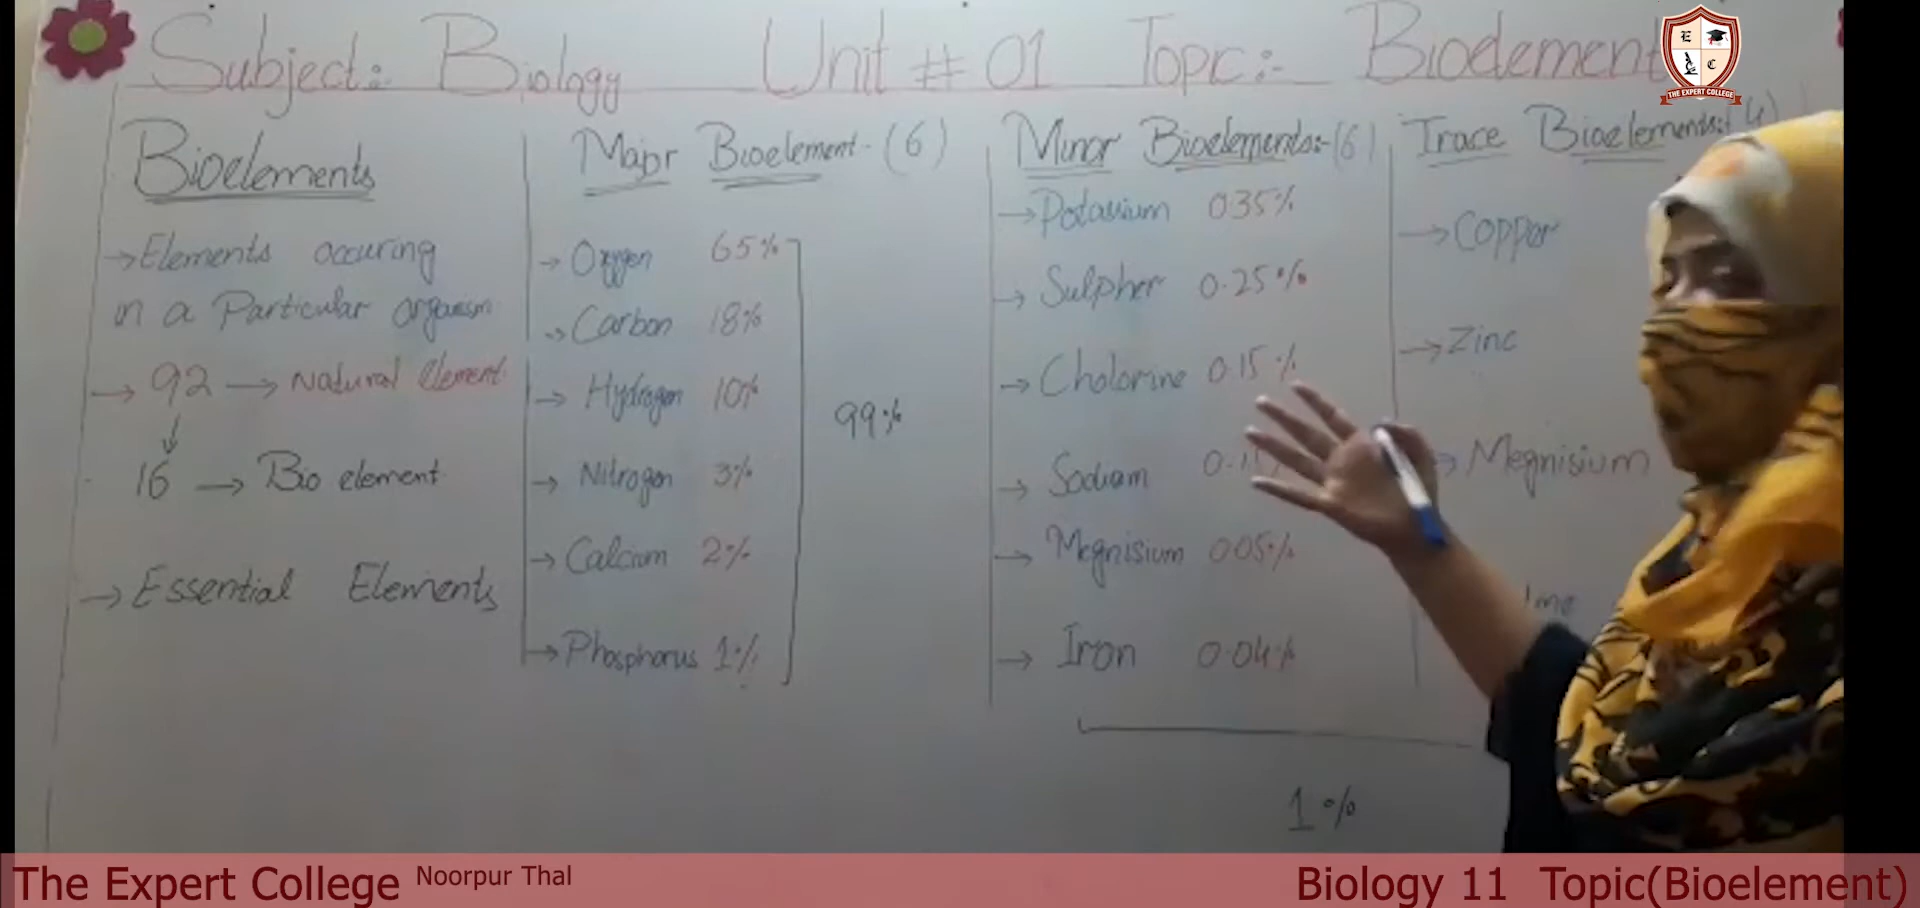 Subject:- Biology Unit # 01 Topic:- Bioelement
E
C
THE EXPERT COLLEGE
Bioelements
→Elements occuring
in a Particular organism
→ 92 → Natural Element
16 → Bio element
→ Essential Elements
Major Bioelement- (6)
→ Oxygen 65%
→ Carbon 18%
→ Hydrogen 10%
→ Nitrogen 3%
→ Calcium 2%
→ Phosphorus 1%
99%
Minor Bioelements:-(6)
→Potassium 0.35%
→ Sulpher 0.25%
→ Cholorine 0.15%
→ Sodium
→ Megnisium 0.05%
→ Iron 0.04%
Trace Bioelements:
→Coppor
→Zinc
→ Megnisium
1%
The Expert College Noorpur Thal
Biology 11 Topic(Bioelement)